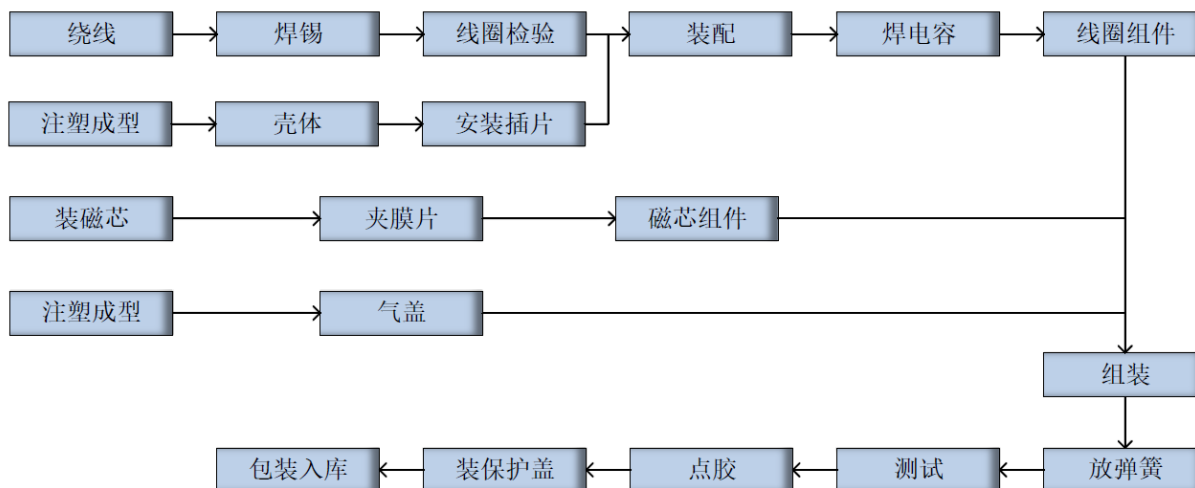 绕线
焊锡
线圈检验
装配
焊电容
线圈组件
注塑成型
壳体
安装插片
装磁芯
夹膜片
磁芯组件
注塑成型
气盖
组装
包装入库
装保护盖
点胶
测试
放弹簧